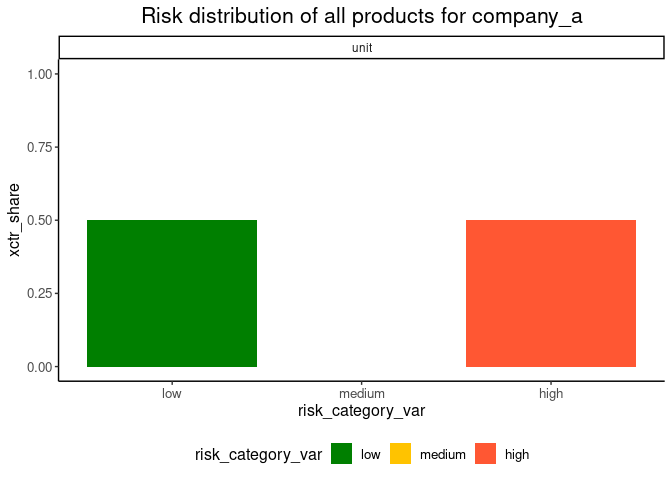 Risk distribution of all products for company_a
unit
1.00
0.75
0.50
0.25
0.00
xctr_share
low medium high
risk_category_var
risk_category_var low medium high